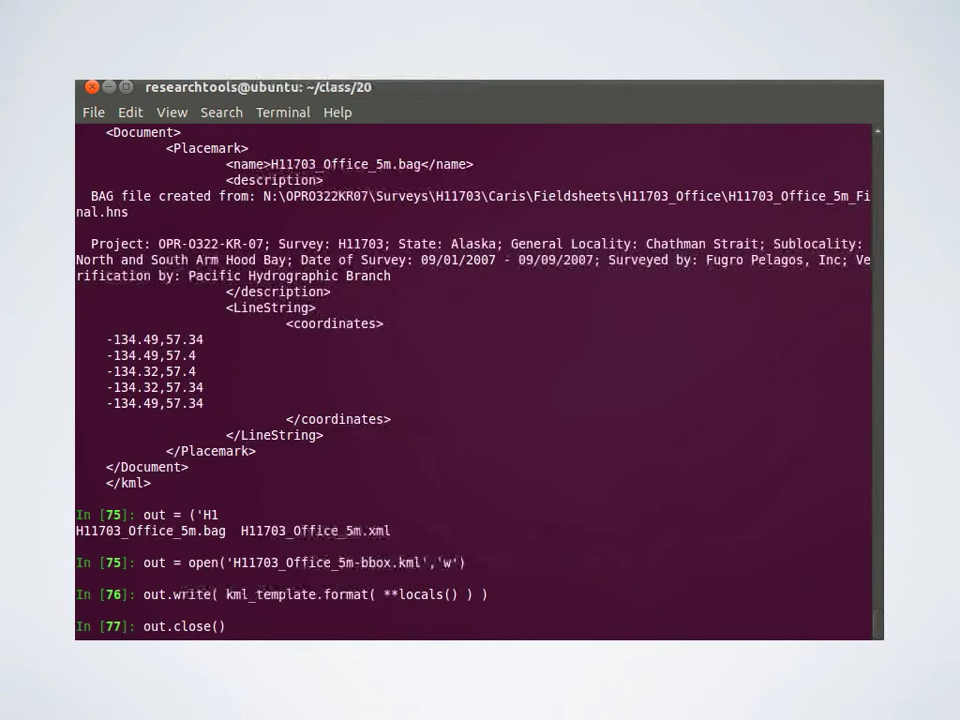 researchtools@ubuntu: ~/class/20
File Edit View Search Terminal Help
<Document>
<Placemark>
<name>H11703_Office_5m.bag</name>
<description>
BAG file created from: N:\OPRO322KR07\Surveys\H11703\Caris\Fieldsheets\H11703_Office\H11703_Office_5m_Fi
nal.hns
Project: OPR-O322-KR-07; Survey: H11703; State: Alaska; General Locality: Chathman Strait; Sublocality:
North and South Arm Hood Bay; Date of Survey: 09/01/2007 - 09/09/2007; Surveyed by: Fugro Pelagos, Inc; Ve
rification by: Pacific Hydrographic Branch
</description>
<LineString>
<coordinates>
-134.49,57.34
-134.49,57.4
-134.32,57.4
-134.32,57.34
-134.49,57.34
</coordinates>
</LineString>
</Placemark>
</Document>
</kml>
In [75]: out = ('H1
H11703_Office_5m.bag H11703_Office_5m.xml
In [75]: out = open('H11703_Office_5m-bbox.kml','w')
In [76]: out.write( kml_template.format( **locals() ) )
In [77]: out.close()